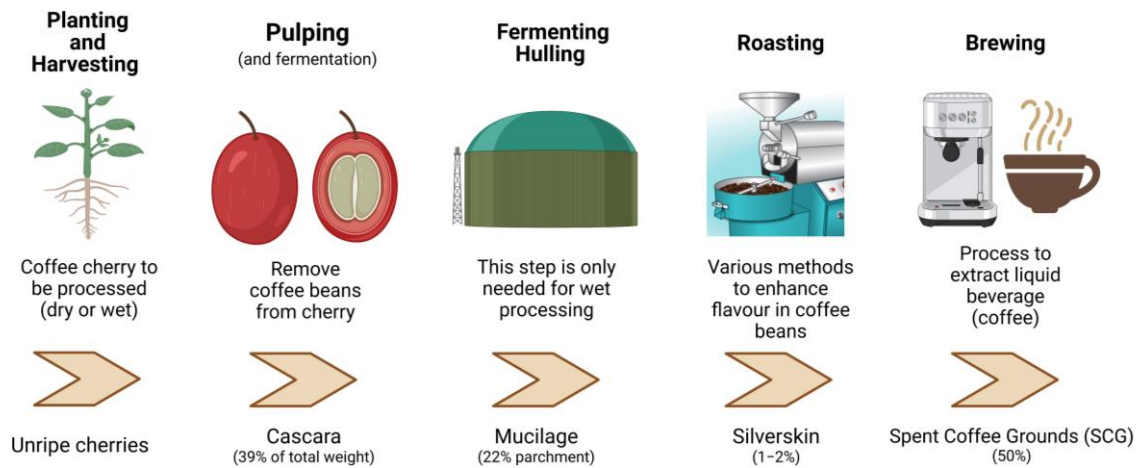 Planting
and
Harvesting
Pulping
(and fermentation)
Fermenting
Hulling
Roasting
Brewing
Coffee cherry to
be processed
(dry or wet)
Remove
coffee beans
from cherry
This step is only
needed for wet
processing
Various methods
to enhance
flavour in coffee
beans
Process to
extract liquid
beverage
(coffee)
Unripe cherries
Cascara
(39% of total weight)
Mucilage
(22% parchment)
Silverskin
(1–2%)
Spent Coffee Grounds (SCG)
(50%)